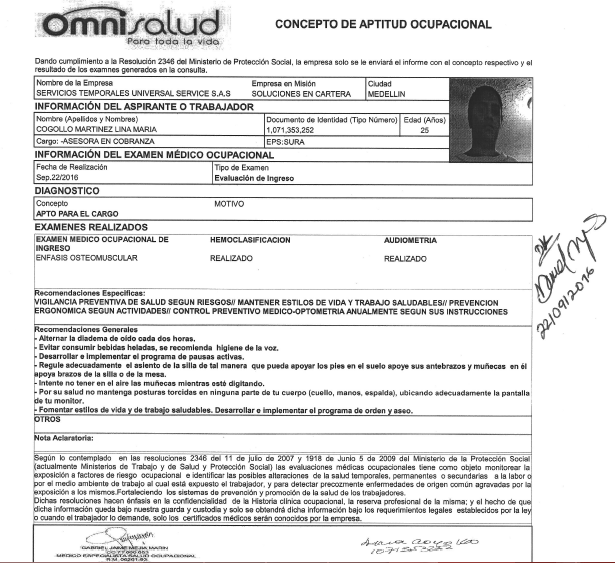 Omnisalud
Para toda la vida
CONCEPTO DE APTITUD OCUPACIONAL
Dando cumplimiento a la Resolución 2346 del Ministerio de Protección Social, la empresa solo se le enviará el informe con el concepto respectivo y el
resultado de los examnes generados en la consulta.
Nombre de la Empresa Empresa en Misión Ciudad
SERVICIOS TEMPORALES UNIVERSAL SERVICE S.A.S SOLUCIONES EN CARTERA MEDELLIN
INFORMACIÓN DEL ASPIRANTE O TRABAJADOR
Nombre (Apellidos y Nombres) Documento de Identidad (Tipo Número) Edad (Años)
COGOLLO MARTINEZ LINA MARIA 1,071,353,252 25
Cargo: -ASESORA EN COBRANZA EPS:SURA
INFORMACIÓN DEL EXAMEN MÉDICO OCUPACIONAL
Fecha de Realización Tipo de Examen
Sep.22/2016 Evaluación de Ingreso
DIAGNOSTICO
Concepto MOTIVO
APTO PARA EL CARGO
EXAMENES REALIZADOS
EXAMEN MEDICO OCUPACIONAL DE HEMOCLASIFICACION AUDIOMETRIA
INGRESO
ENFASIS OSTEOMUSCULAR REALIZADO REALIZADO
22/09/2016
Recomendaciones Especificas:
VIGILANCIA PREVENTIVA DE SALUD SEGUN RIESGOS// MANTENER ESTILOS DE VIDA Y TRABAJO SALUDABLES// PREVENCION
ERGONOMICA SEGUN ACTIVIDADES// CONTROL PREVENTIVO MEDICO-OPTOMETRIA ANUALMENTE SEGUN SUS INSTRUCCIONES
Recomendaciones Generales
- Alternar la diadema de oído cada dos horas.
- Evitar consumir bebidas heladas, se recomienda higiene de la voz.
- Desarrollar e implementar el programa de pausas activas.
- Regule adecuadamente el asiento de la silla de tal manera que pueda apoyar los pies en el suelo apoye sus antebrazos y muñecas en él
apoya brazos de la silla o de la mesa.
- Intente no tener en el aire las muñecas mientras esté digitando.
- Por su salud no mantenga posturas torcidas en ninguna parte de tu cuerpo (cuello, manos, espalda), ubicando adecuadamente la pantalla
de tu monitor.
- Fomentar estilos de vida y de trabajo saludables. Desarrollar e implementar el programa de orden y aseo.
OTROS
Nota Aclaratoria:
Según lo contemplado en las resoluciones 2346 del 11 de julio de 2007 y 1918 de Junio 5 de 2009 del Ministerio de la Protección Social
(actualmente Ministerios de Trabajo y de Salud y Protección Social) las evaluaciones médicas ocupacionales tiene como objeto monitorear la
exposición a factores de riesgo ocupacional e identificar las posibles alteraciones de la salud temporales, permanentes o secundarias a la labor o
por el medio ambiente de trabajo al cual está expuesto el trabajador, y para detectar precozmente enfermedades de origen común agravadas por la
exposición a los mismos.Fortaleciendo los sistemas de prevención y promoción de la salud de los trabajadores.
Dichas resoluciones hacen énfasis en la confidencialidad de la Historia clínica ocupacional, la reserva profesional de la misma; y el hecho de que
dicha información queda bajo nuestra guarda y custodia y solo se obtendrá dicha información bajo los requerimientos legales establecidos por la ley
o cuando el trabajador lo demande, solo los certificados médicos serán conocidos por la empresa.
GABRIEL JAIME MEJIA MARIN
MEDICO ESPECIALISTA SALUD OCUPACIONAL